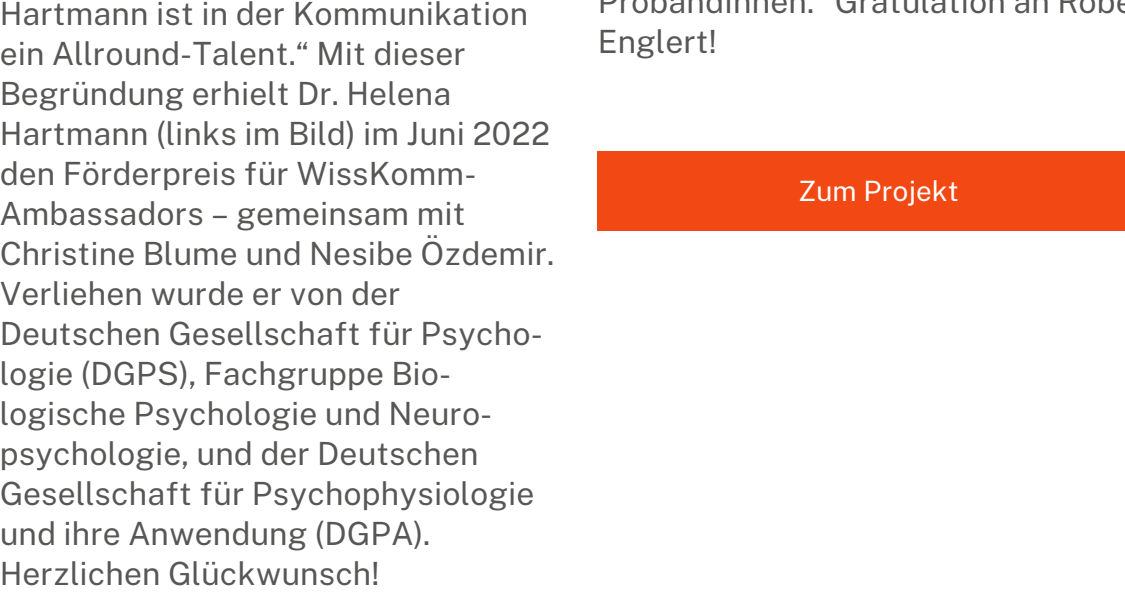 Hartmann ist in der Kommunikation
ein Allround-Talent.“ Mit dieser
Begründung erhielt Dr. Helena
Hartmann (links im Bild) im Juni 2022
den Förderpreis für WissKomm-
Ambassadors – gemeinsam mit
Christine Blume und Nesibe Özdemir.
Verliehen wurde er von der
Deutschen Gesellschaft für Psycho-
logie (DGPS), Fachgruppe Bio-
logische Psychologie und Neuro-
psychologie, und der Deutschen
Gesellschaft für Psychophysiologie
und ihre Anwendung (DGPA).
Herzlichen Glückwunsch!
Gratulation an
Englert!
Zum Projekt